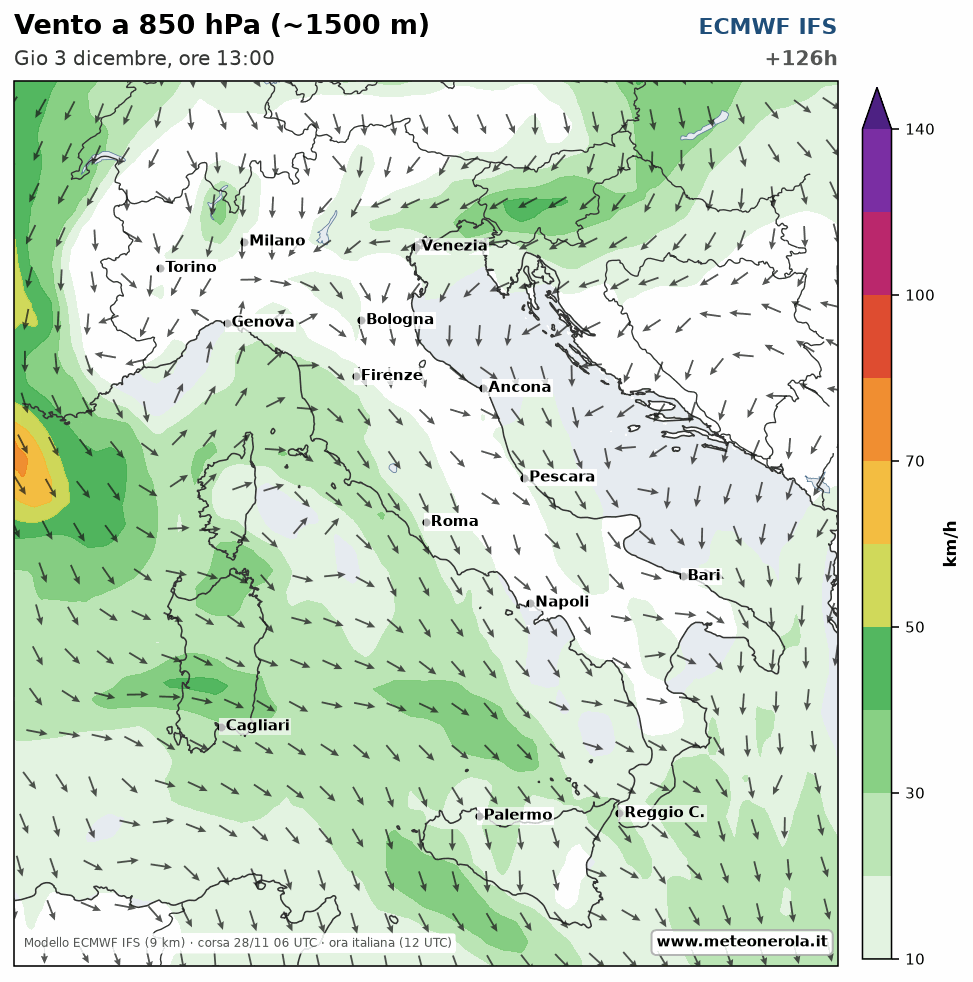 Vento a 850 hPa (~1500 m)
ECMWF IFS
Gio 3 dicembre, ore 13:00
+126h
Milano
Venezia
Torino
Genova
Bologna
Firenze
Ancona
Pescara
Roma
Bari
Napoli
Cagliari
Palermo
Reggio C.
140
100
70
50
30
10
km/h
Modello ECMWF IFS (9 km) · corsa 28/11 06 UTC · ora italiana (12 UTC)
www.meteonerola.it